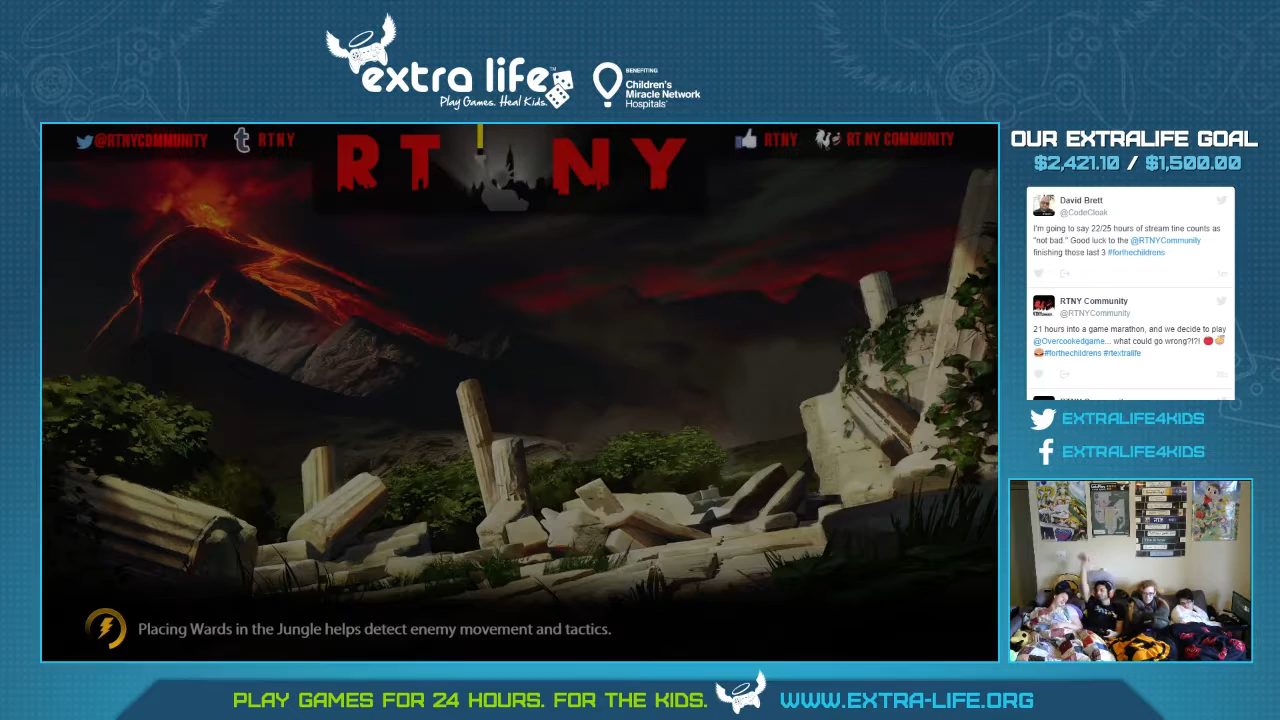 extra life™
Play Games. Heal Kids.
BENEFITING
Children's
Miracle Network
Hospitals
@RTNYCOMMUNITY
RTNY
RT NY
RTNY
RT NY COMMUNITY
OUR EXTRALIFE GOAL
$2,421.10 / $1,500.00
David Brett
@CodeCloak
I'm going to say 22/25 hours of stream time counts as
"not bad." Good luck to the @RTNYCommunity
finishing those last 3 #forthechildrens
1m
RTNY Community
@RTNYCommunity
21 hours into a game marathon, and we decide to play
@Overcookedgame... what could go wrong?!?!
#forthechildrens #rtextralife
EXTRALIFE4KIDS
EXTRALIFE4KIDS
Placing Wards in the Jungle helps detect enemy movement and tactics.
PLAY GAMES FOR 24 HOURS. FOR THE KIDS.
WWW.EXTRA-LIFE.ORG